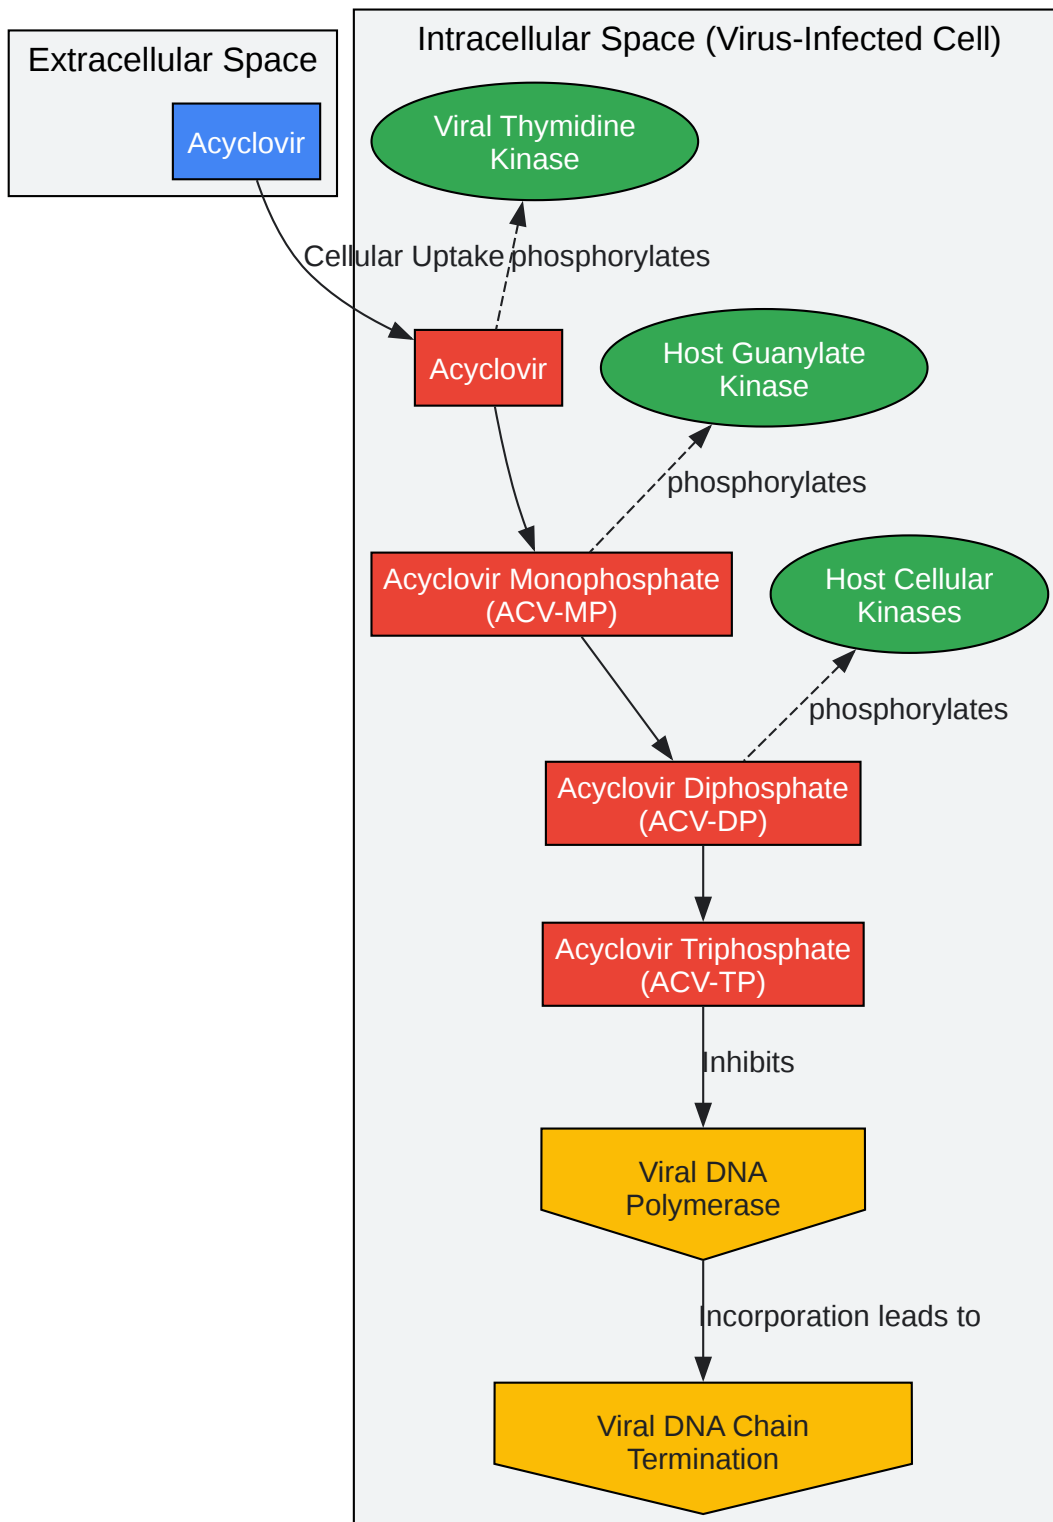 Extracellular Space
Intracellular Space (Virus-Infected Cell)
Acyclovir
Viral Thymidine
Kinase
Cellular Uptake
phosphorylates
Acyclovir
Host Guanylate
Kinase
phosphorylates
Acyclovir Monophosphate
(ACV-MP)
Host Cellular
Kinases
phosphorylates
Acyclovir Diphosphate
(ACV-DP)
Acyclovir Triphosphate
(ACV-TP)
Inhibits
Viral DNA
Polymerase
Incorporation leads to
Viral DNA Chain
Termination